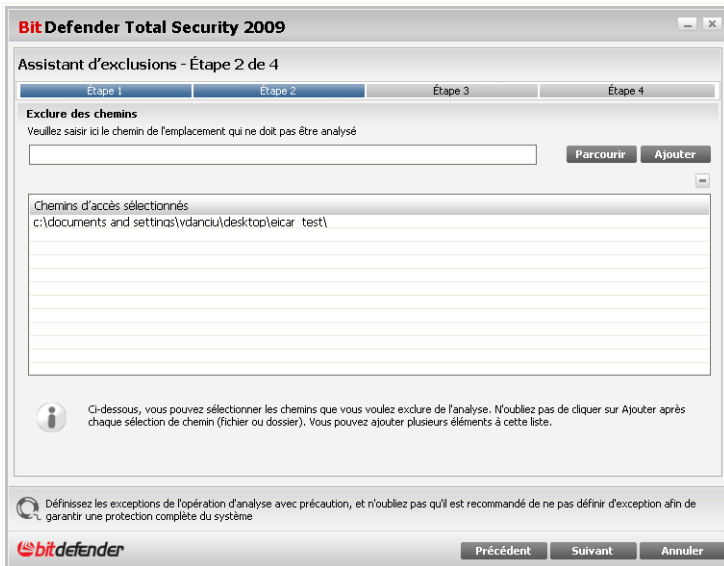 BitDefender Total Security 2009
Assistant d'exclusions - Étape 2 de 4
Étape 1 Étape 2 Étape 3 Étape 4
Exclure des chemins
Veuillez saisir ici le chemin de l'emplacement qui ne doit pas être analysé
Parcourir Ajouter
Chemins d'accès sélectionnés
c:\documents and settings\vdanciu\desktop\eicar_test\
Ci-dessous, vous pouvez sélectionner les chemins que vous voulez exclure de l'analyse. N'oubliez pas de cliquer sur Ajouter après
chaque sélection de chemin (fichier ou dossier). Vous pouvez ajouter plusieurs éléments à cette liste.
Définissez les exceptions de l'opération d'analyse avec précaution, et n'oubliez pas qu'il est recommandé de ne pas définir d'exception afin de
garantir une protection complète du système
bitdefender
Précédent Suivant Annuler